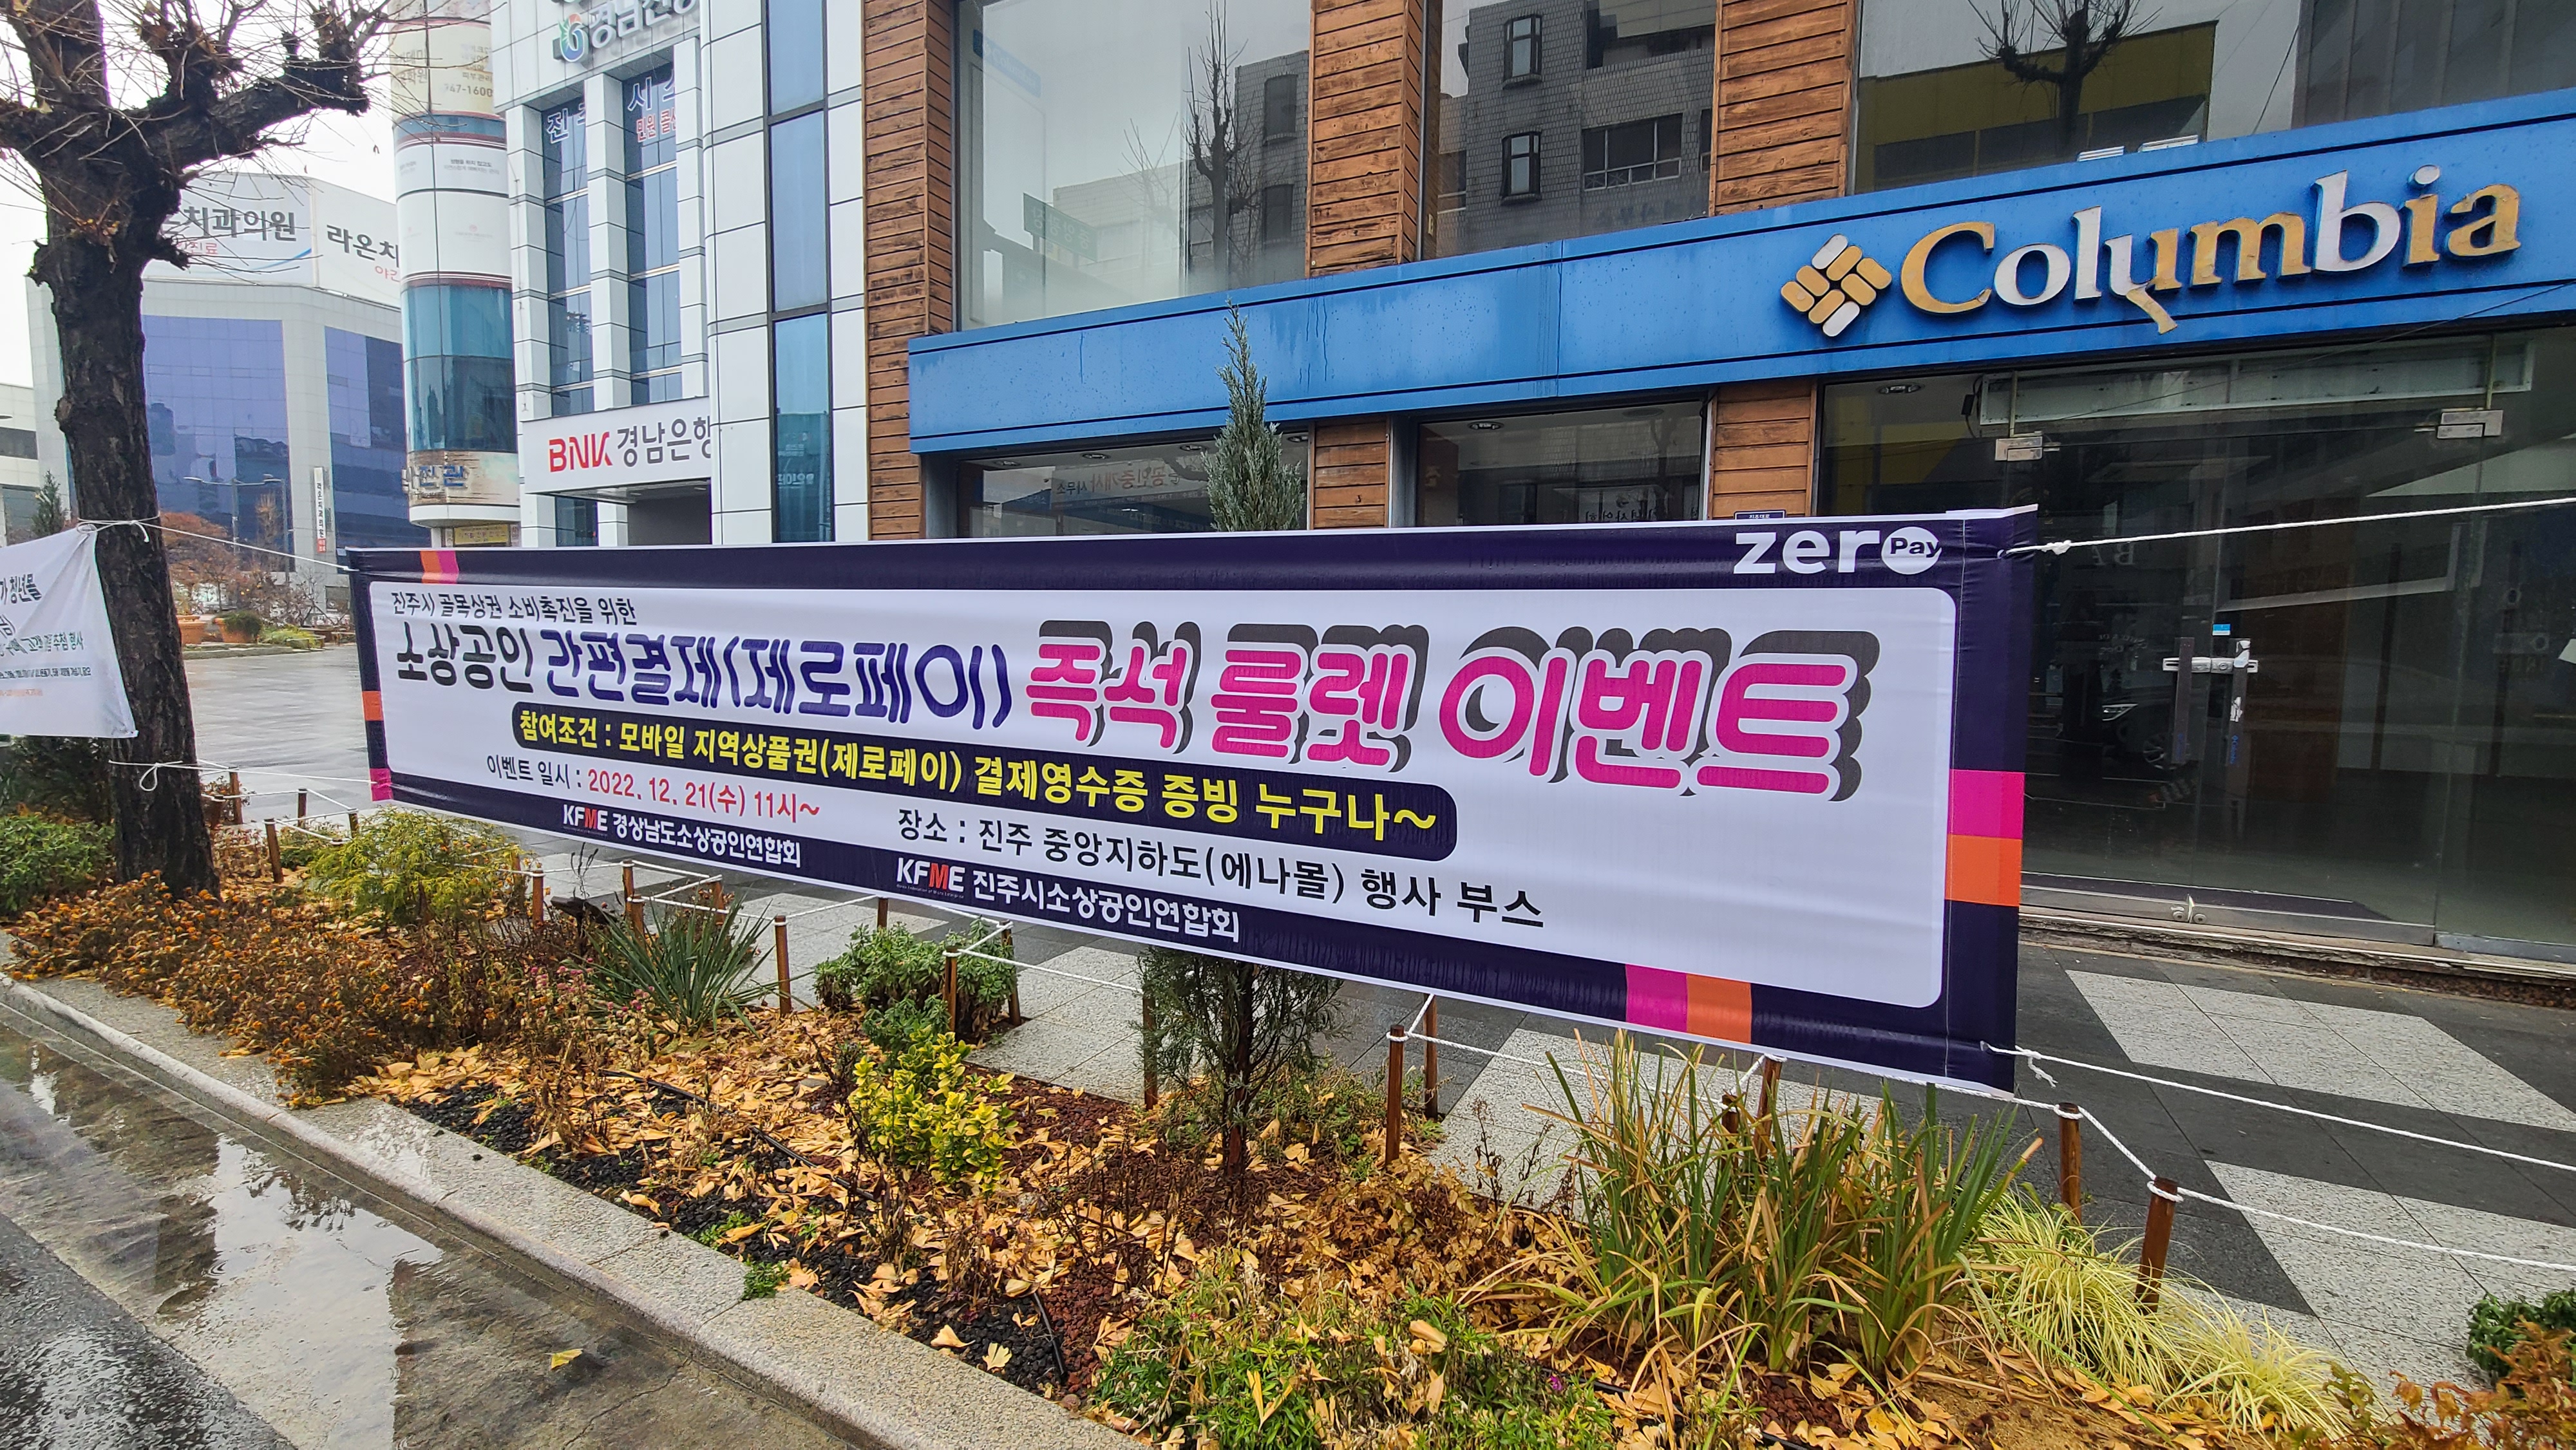 Columbia
BNK 경남은행
치과의원
라온치
zero Pay
진주시 골목상권 소비촉진을 위한
소상공인 간편결제(제로페이) 즉석 룰렛 이벤트
참여조건 : 모바일 지역상품권(제로페이) 결제영수증 증빙 누구나~
이벤트 일시 : 2022. 12. 21(수) 11시~
장소 : 진주 중앙지하도(에나몰) 행사 부스
KFME 경상남도소상공인연합회
KFME 진주시소상공인연합회